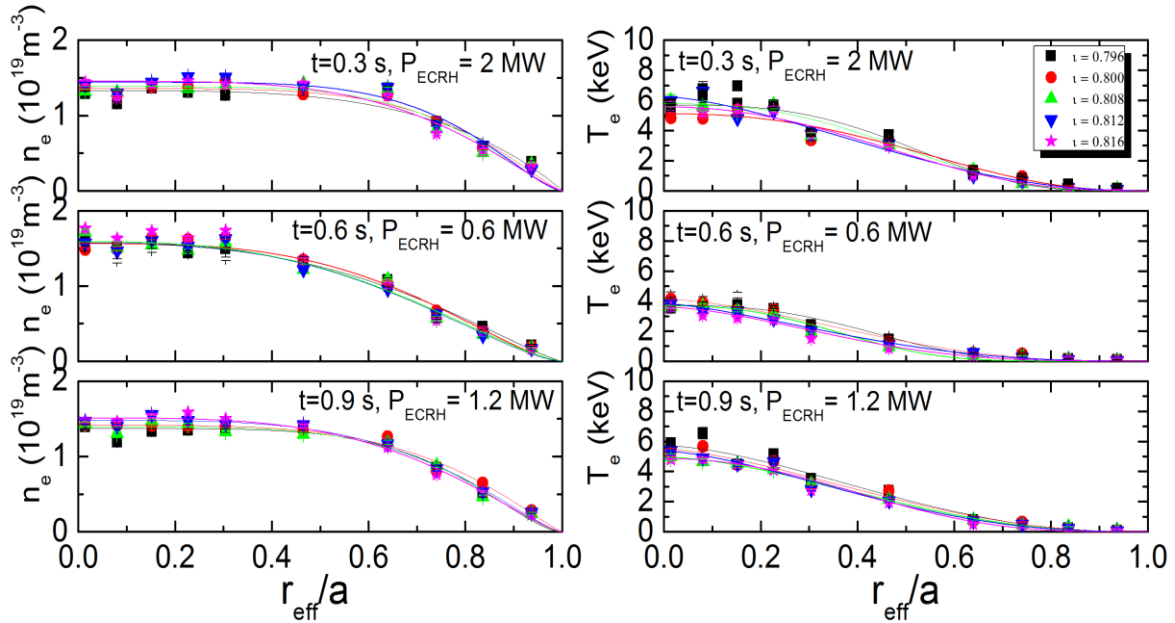 t=0.3 s, P_ECRH = 2 MW
n_e (10^19 m^-3)
2
1
0
t=0.3 s, P_ECRH = 2 MW
T_e (keV)
10
8
6
4
2
0
ι = 0.796
ι = 0.800
ι = 0.808
ι = 0.812
ι = 0.816
t=0.6 s, P_ECRH = 0.6 MW
n_e (10^19 m^-3)
2
1
0
t=0.6 s, P_ECRH = 0.6 MW
T_e (keV)
10
8
6
4
2
0
t=0.9 s, P_ECRH = 1.2 MW
n_e (10^19 m^-3)
2
1
0
t=0.9 s, P_ECRH = 1.2 MW
T_e (keV)
10
8
6
4
2
0
0.0 0.2 0.4 0.6 0.8 1.0
r_eff/a
0.0 0.2 0.4 0.6 0.8 1.0
r_eff/a